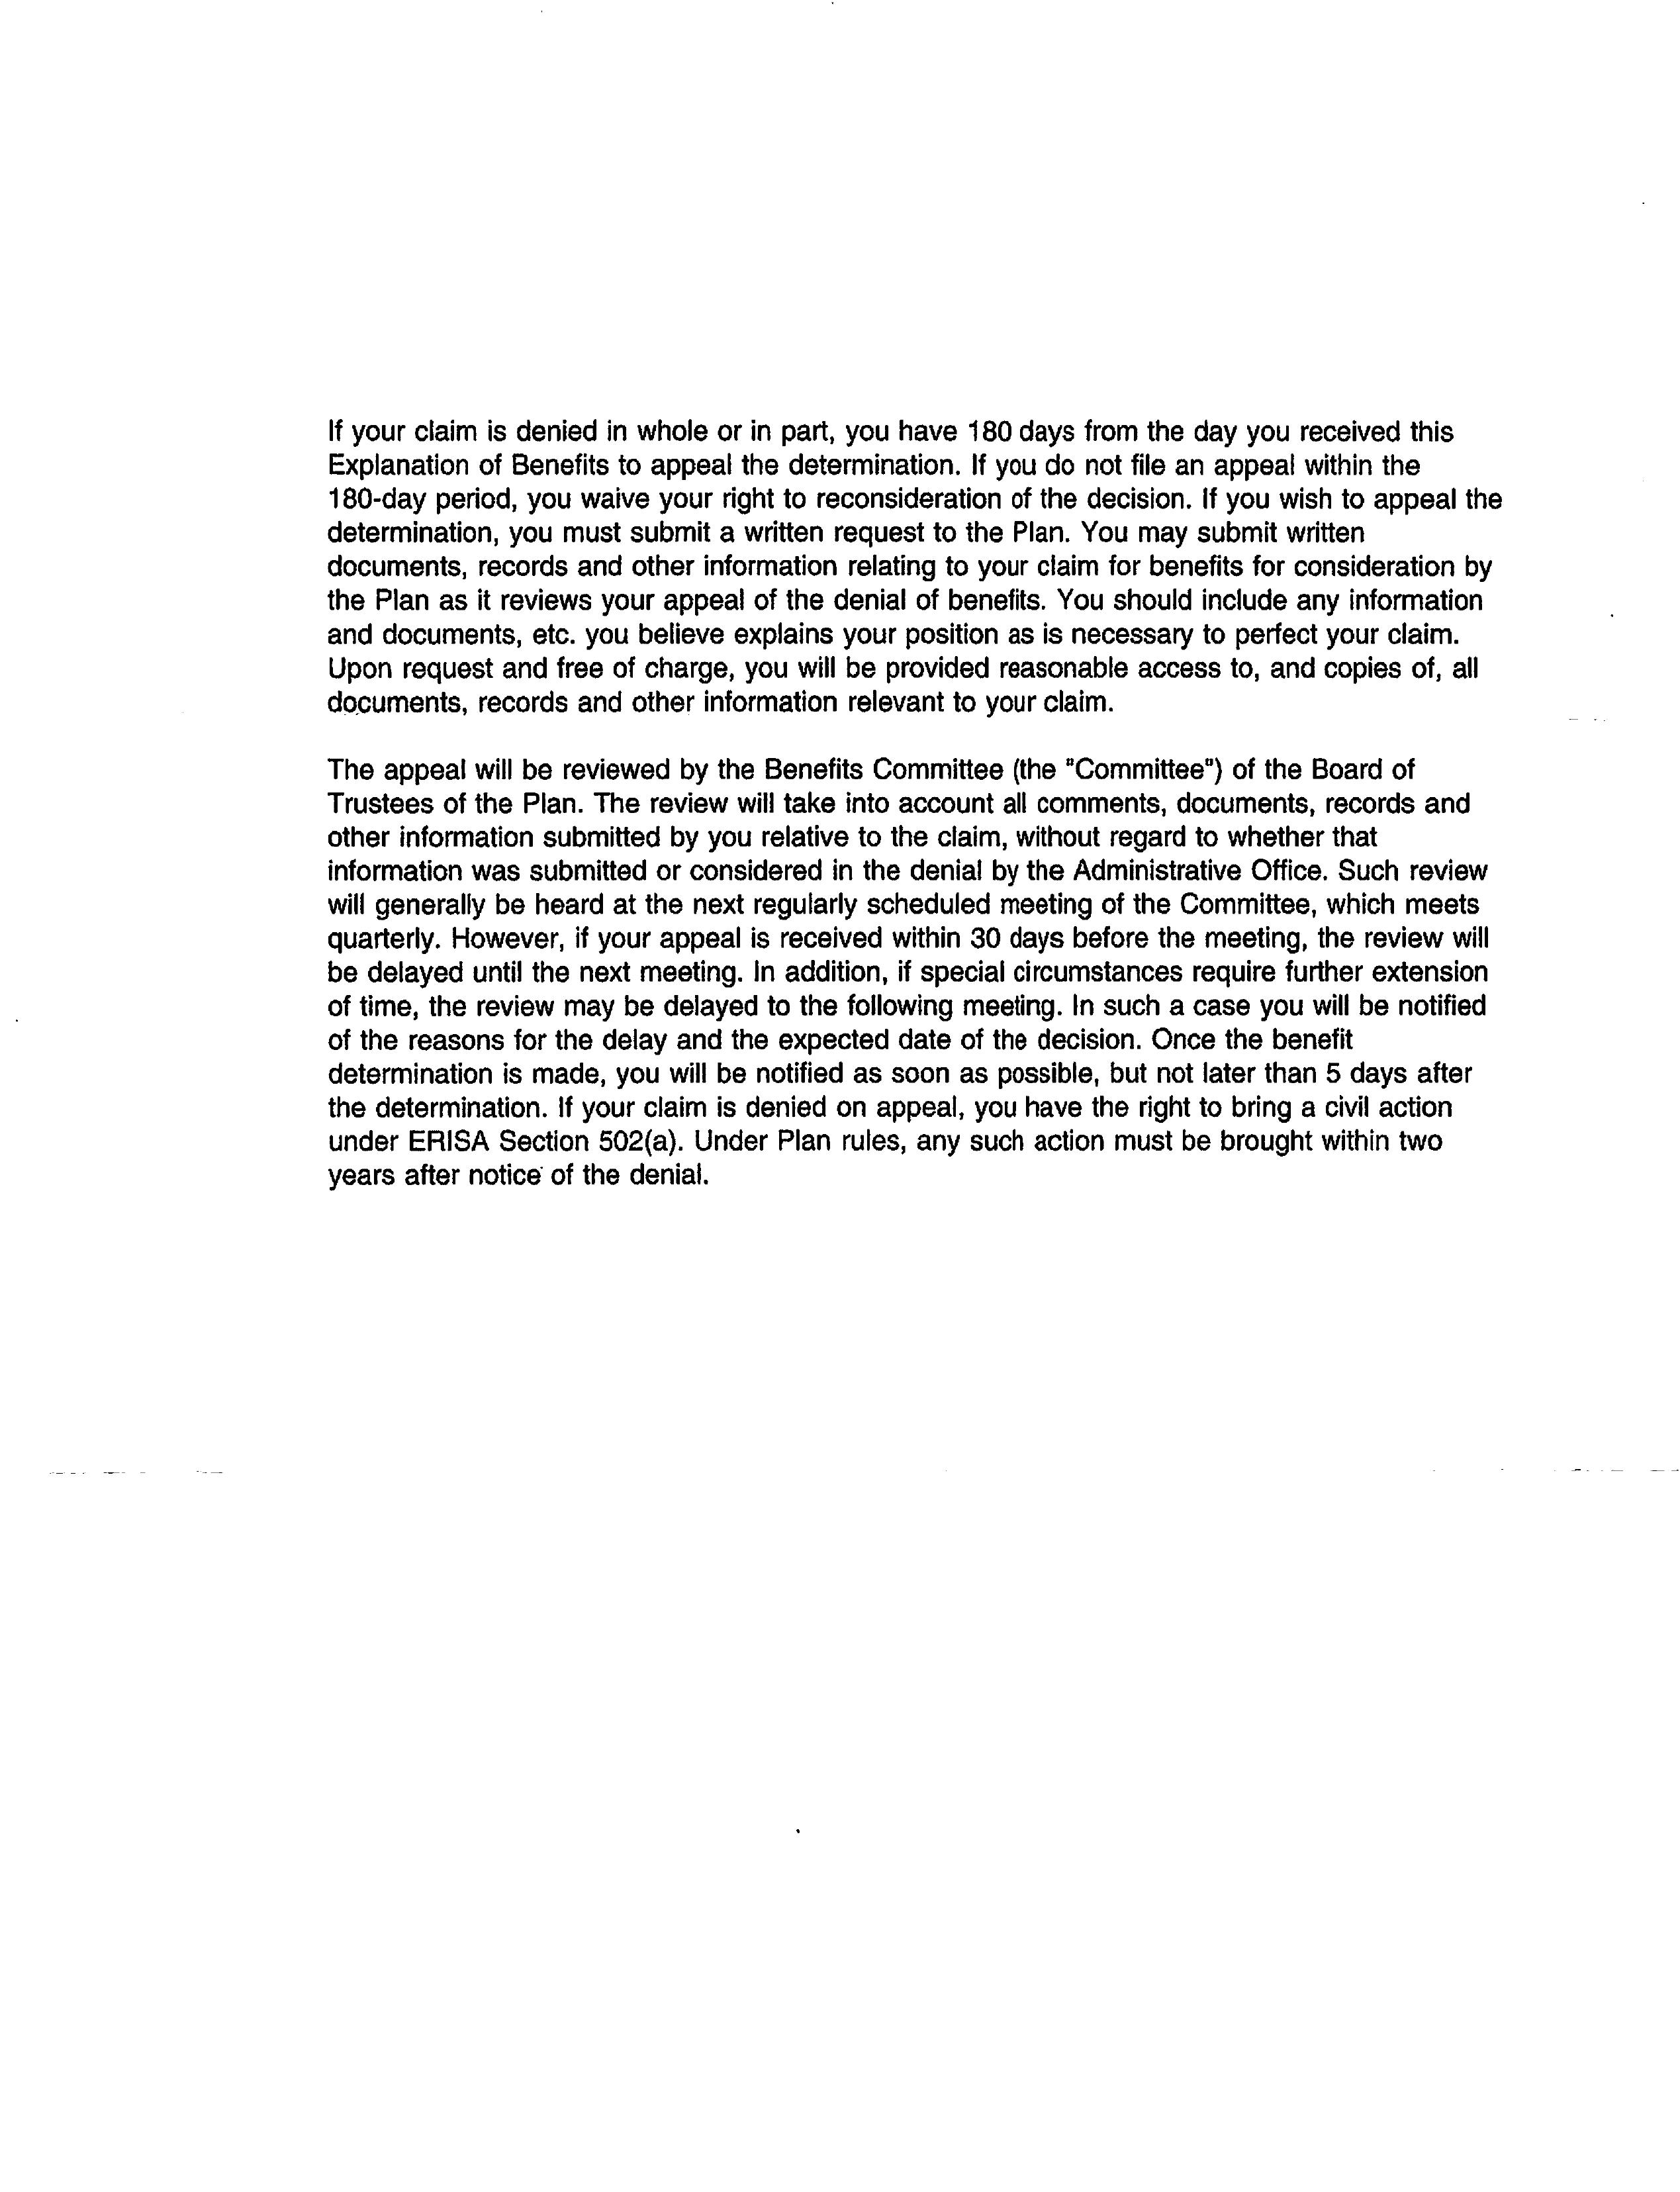 If your claim is denied in whole or in part, you have 180 days from the day you received this
Explanation of Benefits to appeal the determination. If you do not file an appeal within the
180-day period, you waive your right to reconsideration of the decision. If you wish to appeal the
determination, you must submit a written request to the Plan. You may submit written
documents, records and other information relating to your claim for benefits for consideration by
the Plan as it reviews your appeal of the denial of benefits. You should include any information
and documents, etc. you believe explains your position as is necessary to perfect your claim.
Upon request and free of charge, you will be provided reasonable access to, and copies of, all
documents, records and other information relevant to your claim.
The appeal will be reviewed by the Benefits Committee (the "Committee") of the Board of
Trustees of the Plan. The review will take into account all comments, documents, records and
other information submitted by you relative to the claim, without regard to whether that
information was submitted or considered in the denial by the Administrative Office. Such review
will generally be heard at the next regularly scheduled meeting of the Committee, which meets
quarterly. However, if your appeal is received within 30 days before the meeting, the review will
be delayed until the next meeting. In addition, if special circumstances require further extension
of time, the review may be delayed to the following meeting. In such a case you will be notified
of the reasons for the delay and the expected date of the decision. Once the benefit
determination is made, you will be notified as soon as possible, but not later than 5 days after
the determination. If your claim is denied on appeal, you have the right to bring a civil action
under ERISA Section 502(a). Under Plan rules, any such action must be brought within two
years after notice of the denial.